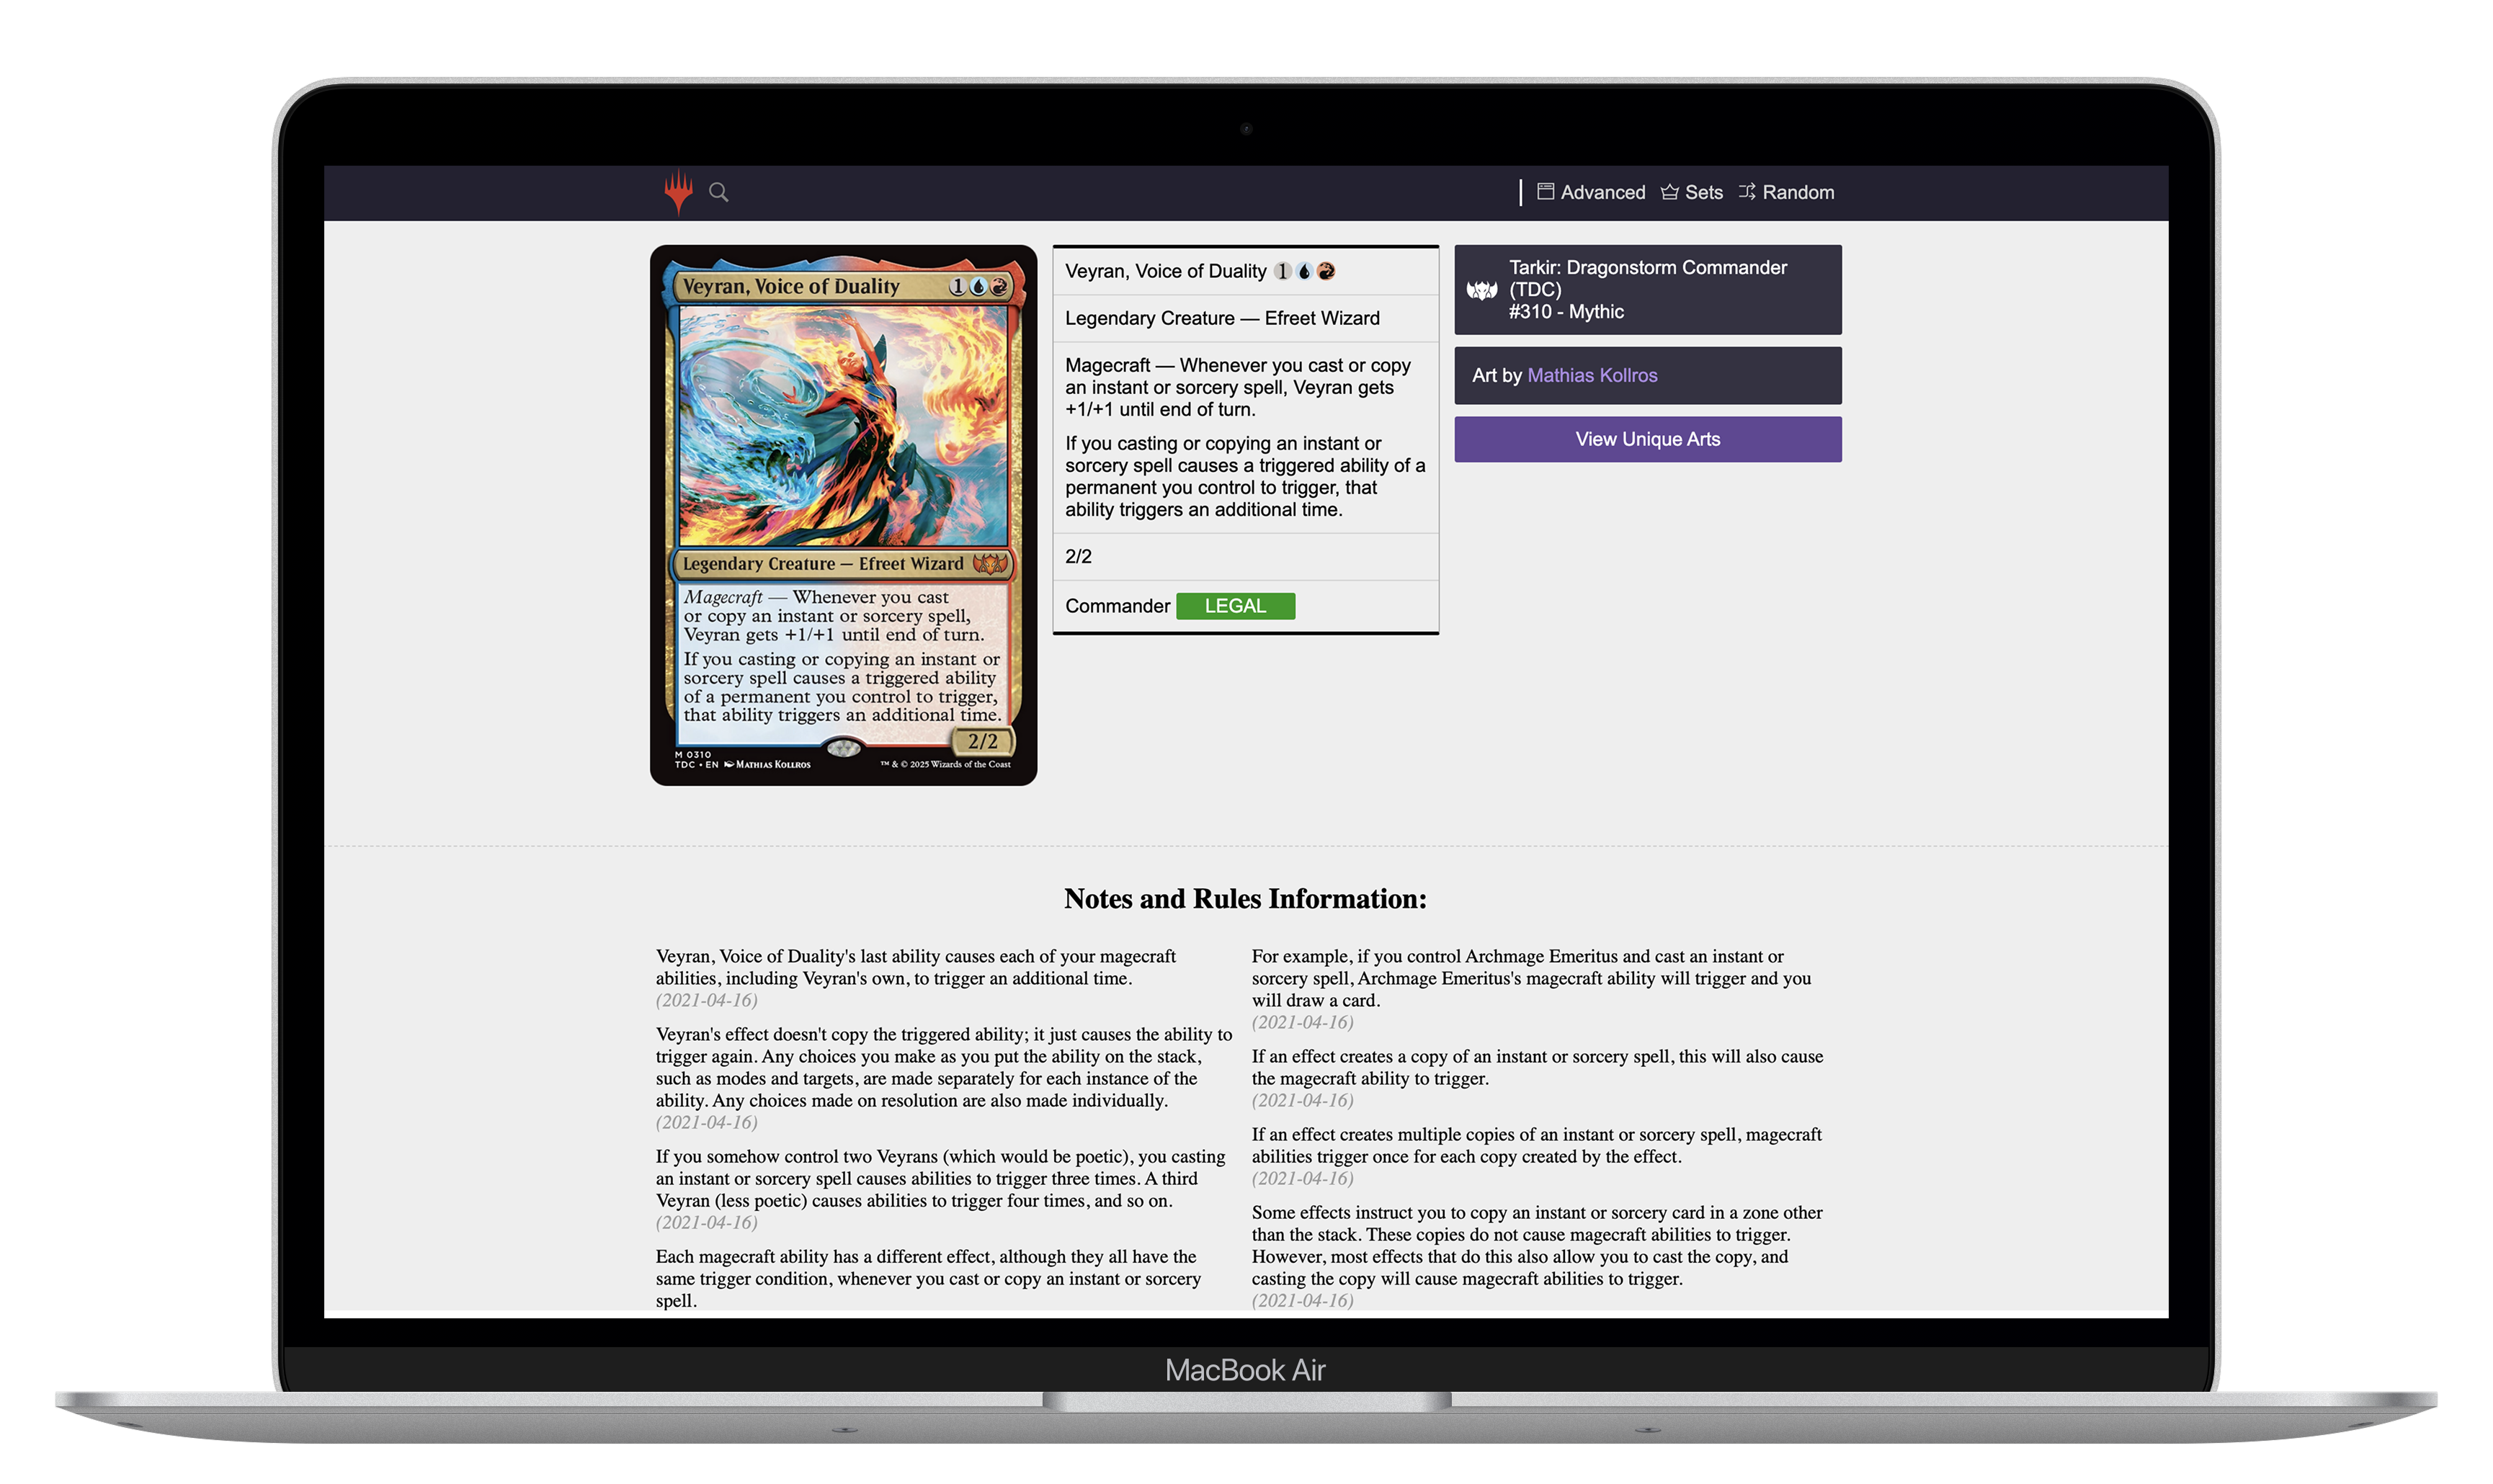 Advanced Sets Random
Veyran, Voice of Duality 1
Legendary Creature — Efreet Wizard
Magecraft — Whenever you cast
or copy an instant or sorcery spell,
Veyran gets +1/+1 until end of turn.
If you casting or copying an instant or
sorcery spell causes a triggered ability
of a permanent you control to trigger,
that ability triggers an additional time.
2/2
M 0310
TDC • EN MATHIAS KOLLROS
™ & © 2025 Wizards of the Coast
Veyran, Voice of Duality 1
Legendary Creature — Efreet Wizard
Magecraft — Whenever you cast or copy
an instant or sorcery spell, Veyran gets
+1/+1 until end of turn.
If you casting or copying an instant or
sorcery spell causes a triggered ability of a
permanent you control to trigger, that
ability triggers an additional time.
2/2
Commander LEGAL
Tarkir: Dragonstorm Commander
(TDC)
#310 - Mythic
Art by Mathias Kollros
View Unique Arts
Notes and Rules Information:
Veyran, Voice of Duality's last ability causes each of your magecraft
abilities, including Veyran's own, to trigger an additional time.
(2021-04-16)
Veyran's effect doesn't copy the triggered ability; it just causes the ability to
trigger again. Any choices you make as you put the ability on the stack,
such as modes and targets, are made separately for each instance of the
ability. Any choices made on resolution are also made individually.
(2021-04-16)
If you somehow control two Veyrans (which would be poetic), you casting
an instant or sorcery spell causes abilities to trigger three times. A third
Veyran (less poetic) causes abilities to trigger four times, and so on.
(2021-04-16)
Each magecraft ability has a different effect, although they all have the
same trigger condition, whenever you cast or copy an instant or sorcery
spell.
For example, if you control Archmage Emeritus and cast an instant or
sorcery spell, Archmage Emeritus's magecraft ability will trigger and you
will draw a card.
(2021-04-16)
If an effect creates a copy of an instant or sorcery spell, this will also cause
the magecraft ability to trigger.
(2021-04-16)
If an effect creates multiple copies of an instant or sorcery spell, magecraft
abilities trigger once for each copy created by the effect.
(2021-04-16)
Some effects instruct you to copy an instant or sorcery card in a zone other
than the stack. These copies do not cause magecraft abilities to trigger.
However, most effects that do this also allow you to cast the copy, and
casting the copy will cause magecraft abilities to trigger.
(2021-04-16)
MacBook Air